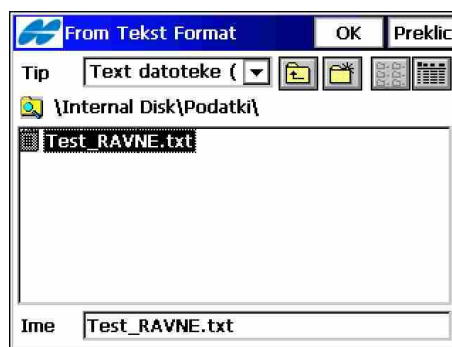 From Tekst Format OK Preklic
Tip Text datoteke (
\Internal Disk\Podatki\
Test_RAVNE.txt
Ime Test_RAVNE.txt